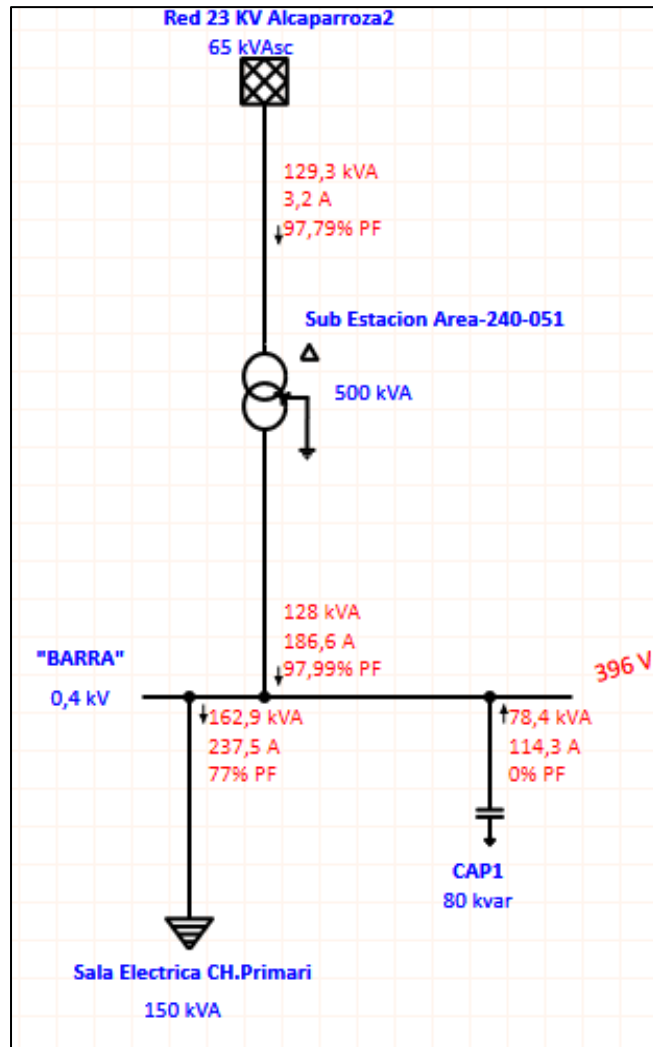 Red 23 KV Alcaparroza2
65 kVAsc
129,3 kVA
3,2 A
97,79% PF
Sub Estacion Area-240-051
500 kVA
128 kVA
186,6 A
97,99% PF
"BARRA"
0,4 kV
396 V
162,9 kVA
237,5 A
77% PF
78,4 kVA
114,3 A
0% PF
CAP1
80 kvar
Sala Electrica CH.Primari
150 kVA